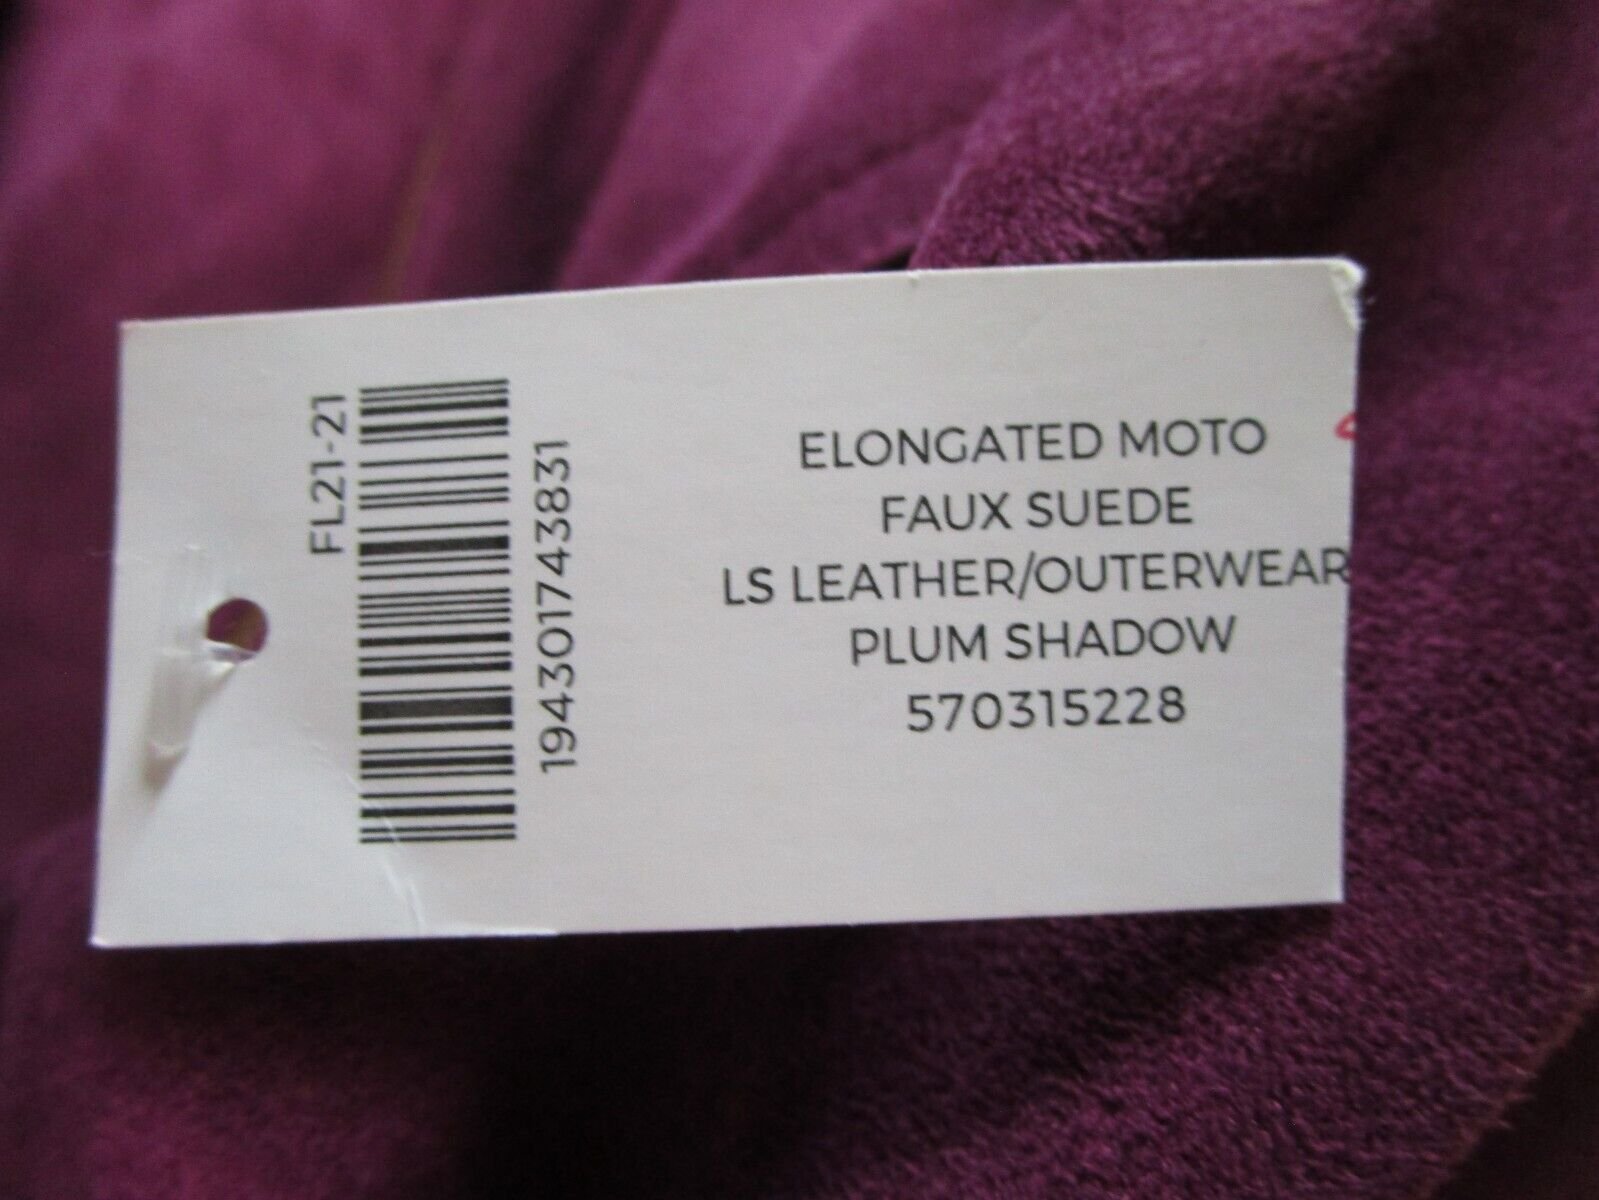 FL21-21
194301743831
ELONGATED MOTO
FAUX SUEDE
LS LEATHER/OUTERWEAR
PLUM SHADOW
570315228